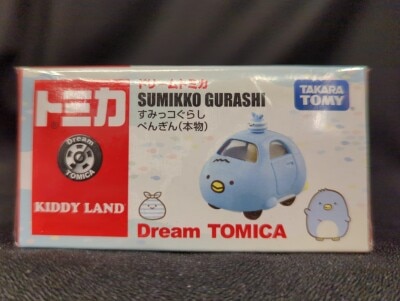 トミカ
Dream
TOMICA
KIDDY LAND
ドリームトミカ
SUMIKKO GURASHI
すみっコぐらし
ぺんぎん(本物)
TAKARA
TOMY
Dream TOMICA